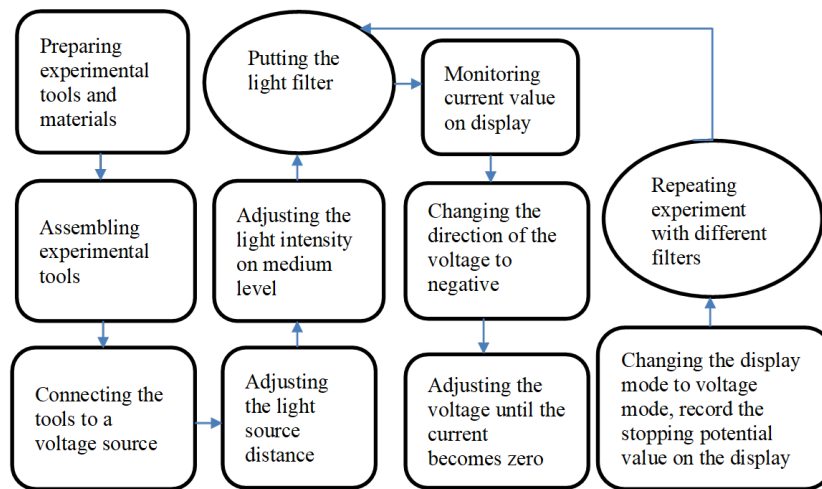 Preparing
experimental
tools and
materials
Assembling
experimental
tools
Connecting the
tools to a
voltage source
Adjusting
the light
source
distance
Adjusting the
light intensity
on medium
level
Putting the
light filter
Monitoring
current value
on display
Changing the
direction of the
voltage to
negative
Adjusting the
voltage until the
current
becomes zero
Changing the display
mode to voltage
mode, record the
stopping potential
value on the display
Repeating
experiment
with different
filters